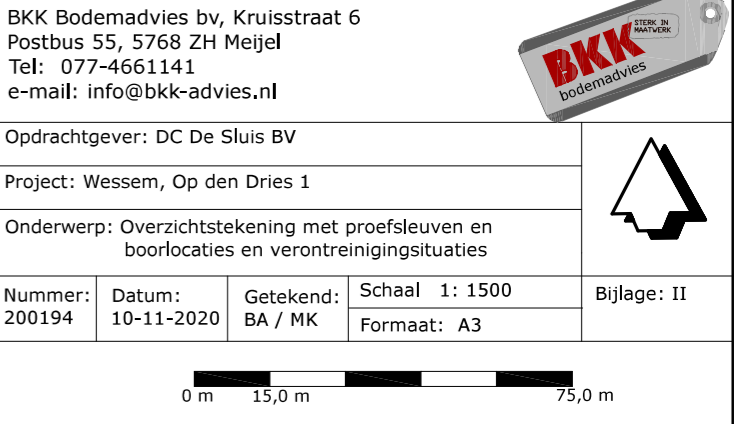 BKK Bodemadvies bv, Kruisstraat 6
Postbus 55, 5768 ZH Meijel
Tel: 077-4661141
e-mail: info@bkk-advies.nl
STERK IN
MAATWERK
BKK
bodemadvies
Opdrachtgever: DC De Sluis BV
Project: Wessem, Op den Dries 1
Onderwerp: Overzichtstekening met proefsleuven en
boorlocaties en verontreinigingsituaties
Nummer:
200194
Datum:
10-11-2020
Getekend:
BA / MK
Schaal 1: 1500
Formaat: A3
Bijlage: II
0 m 15,0 m 75,0 m